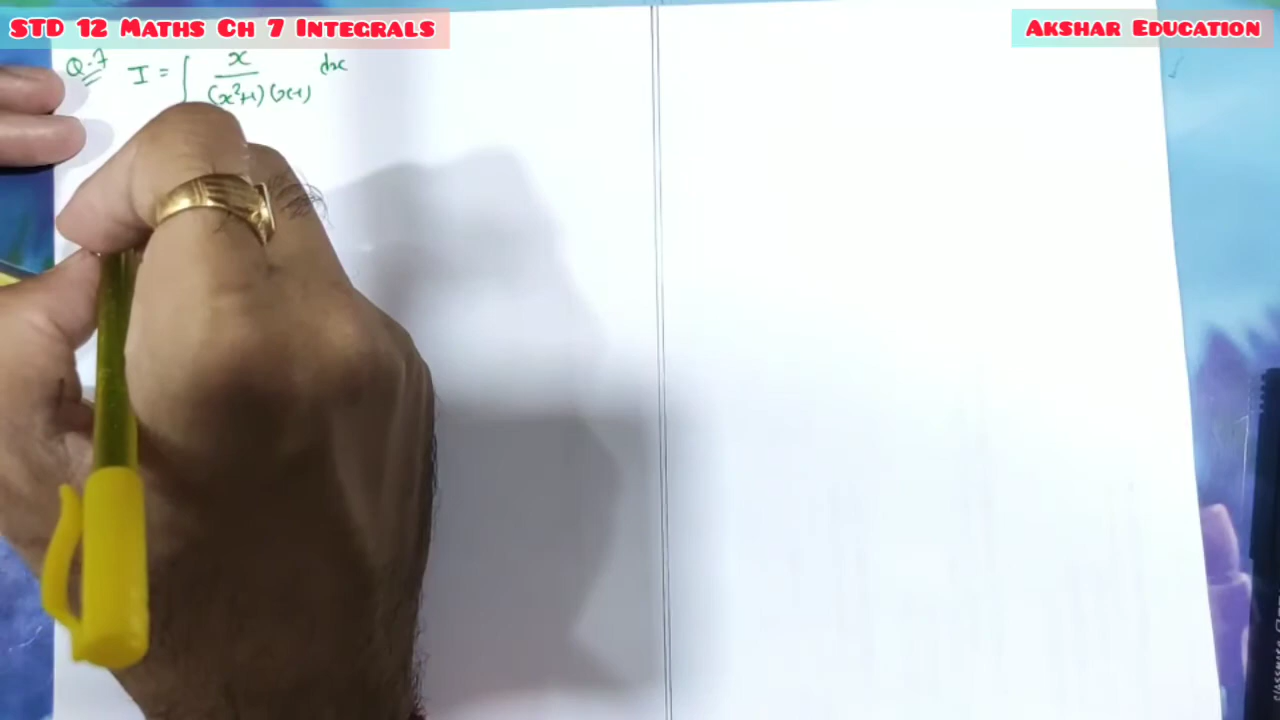 STD 12 Maths Ch 7 Integrals
Akshar Education
Q.7 I = ∫ x / (x²+1)(x-1) dx